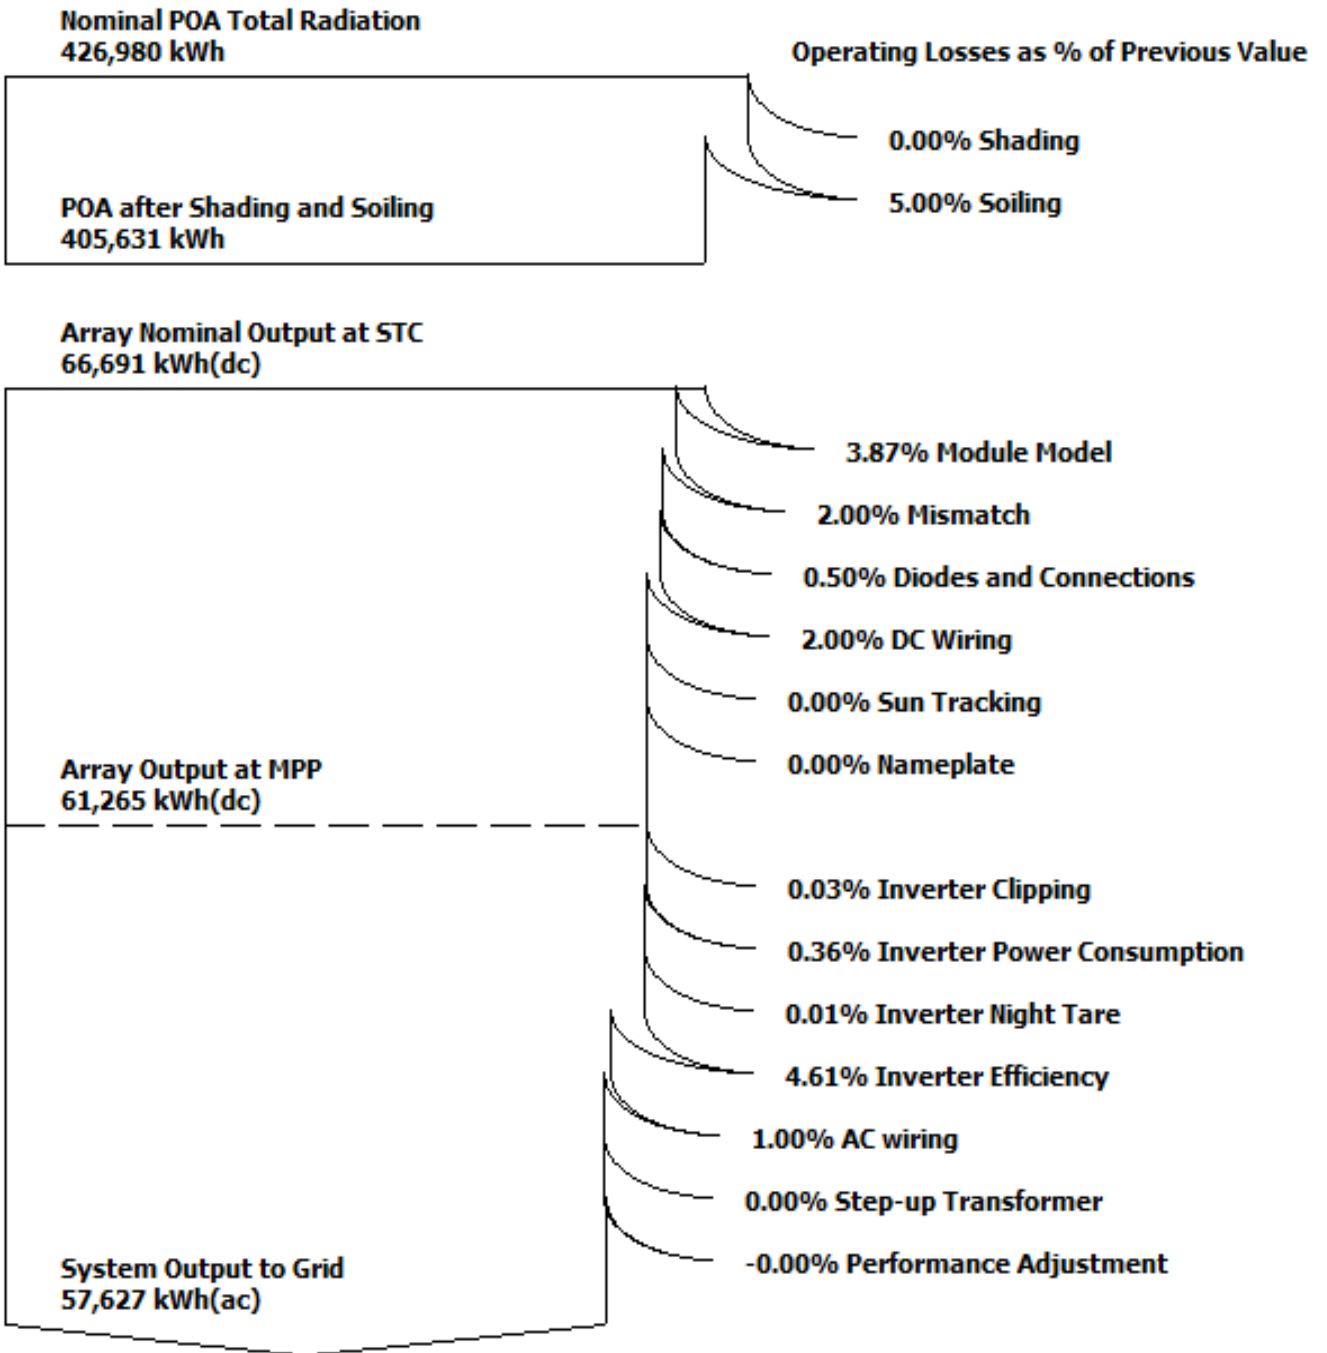 Nominal POA Total Radiation
426,980 kWh
Operating Losses as % of Previous Value
0.00% Shading
5.00% Soiling
POA after Shading and Soiling
405,631 kWh
Array Nominal Output at STC
66,691 kWh(dc)
3.87% Module Model
2.00% Mismatch
0.50% Diodes and Connections
2.00% DC Wiring
0.00% Sun Tracking
0.00% Nameplate
Array Output at MPP
61,265 kWh(dc)
0.03% Inverter Clipping
0.36% Inverter Power Consumption
0.01% Inverter Night Tare
4.61% Inverter Efficiency
1.00% AC wiring
0.00% Step-up Transformer
-0.00% Performance Adjustment
System Output to Grid
57,627 kWh(ac)